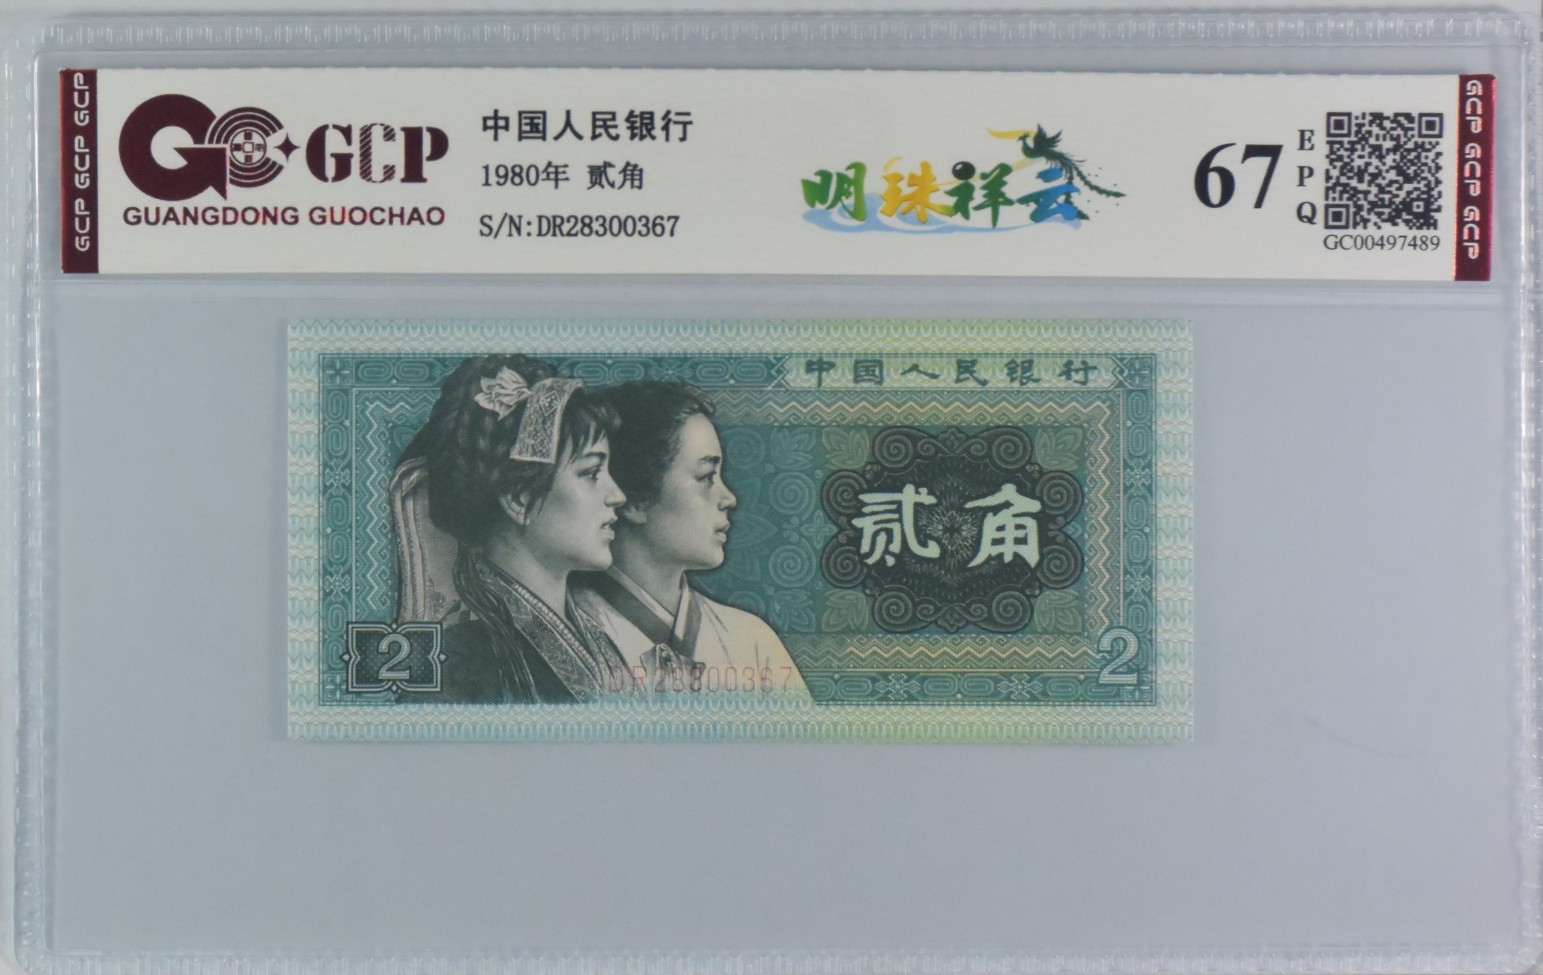 GCP GCP GCP
GCP
GUANGDONG GUOCHAO
中国人民银行
1980年 贰角
S/N:DR28300367
明珠祥云
67
EPQ
GC00497489
GCP GCP GCP
中国人民银行
贰角
2
DR28300367
2